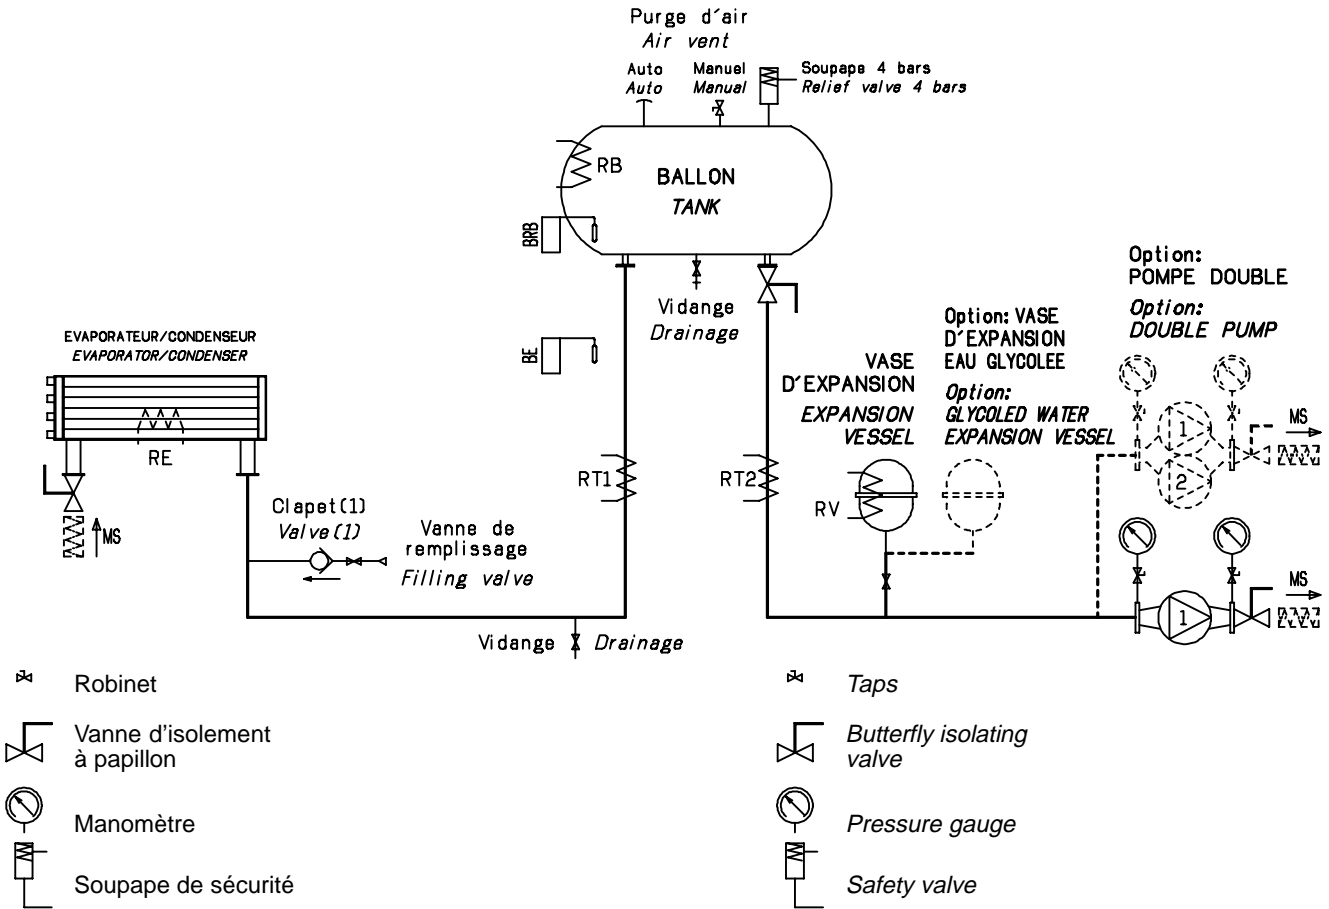 Purge d´air
Air vent
Auto
Auto
Manuel
Manual
Soupape 4 bars
Relief valve 4 bars
RB
BALLON
TANK
BRB
Vidange
Drainage
BE
EVAPORATEUR/CONDENSEUR
EVAPORATOR/CONDENSER
RE
MS
Clapet(1)
Valve(1)
Vanne de
remplissage
Filling valve
RT1
RT2
Vidange
Drainage
VASE
D´EXPANSION
EXPANSION
VESSEL
RV
Option: VASE
D´EXPANSION
EAU GLYCOLEE
Option:
GLYCOLED WATER
EXPANSION VESSEL
Option:
POMPE DOUBLE
Option:
DOUBLE PUMP
1
2
MS
1
MS
Robinet
Vanne d'isolement
à papillon
Manomètre
Soupape de sécurité
Taps
Butterfly isolating
valve
Pressure gauge
Safety valve